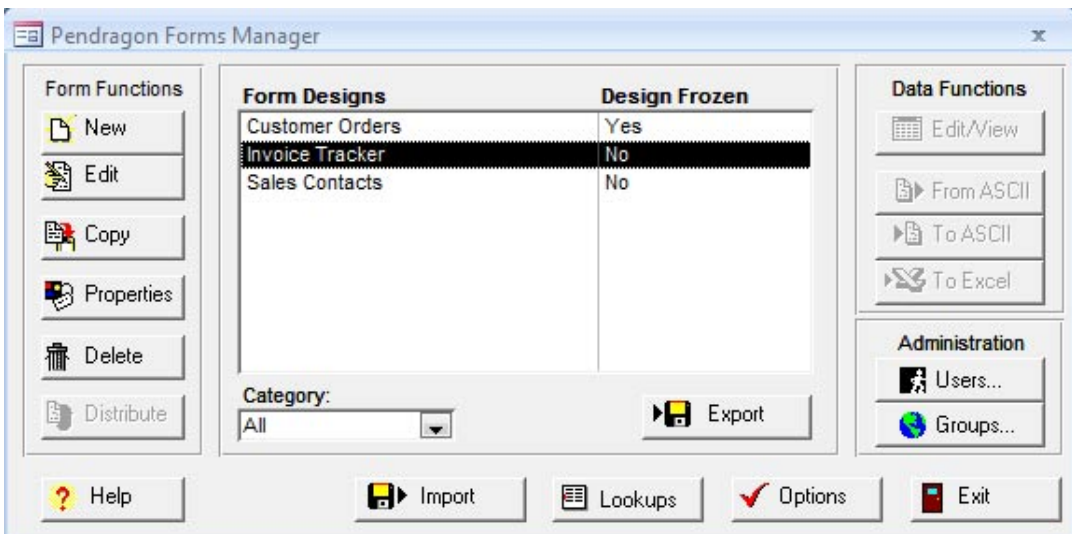 Pendragon Forms Manager
Form Functions
New
Edit
Copy
Properties
Delete
Distribute
Form Designs Design Frozen
Customer Orders Yes
Invoice Tracker No
Sales Contacts No
Category:
All
Export
Data Functions
Edit/View
From ASCII
To ASCII
To Excel
Administration
Users...
Groups...
Help
Import
Lookups
Options
Exit